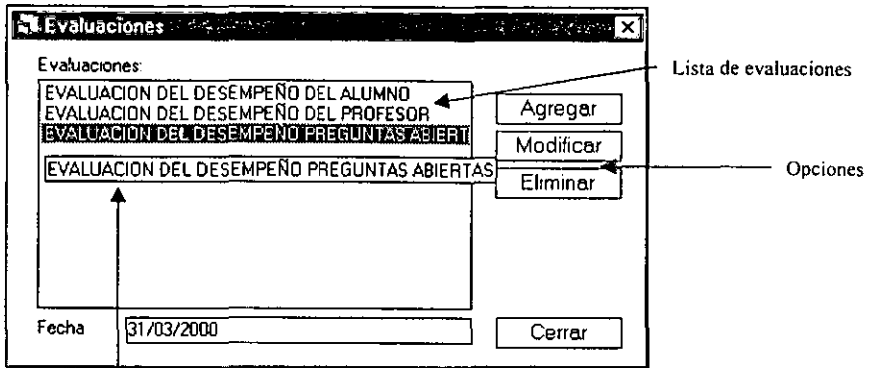 Evaluaciones
Evaluaciones:
Lista de evaluaciones
EVALUACION DEL DESEMPEÑO DEL ALUMNO
EVALUACION DEL DESEMPEÑO DEL PROFESOR
EVALUACION DEL DESEMPEÑO PREGUNTAS ABIERT
EVALUACION DEL DESEMPEÑO PREGUNTAS ABIERTAS
Agregar
Modificar
Eliminar
Opciones
Fecha
31/03/2000
Cerrar